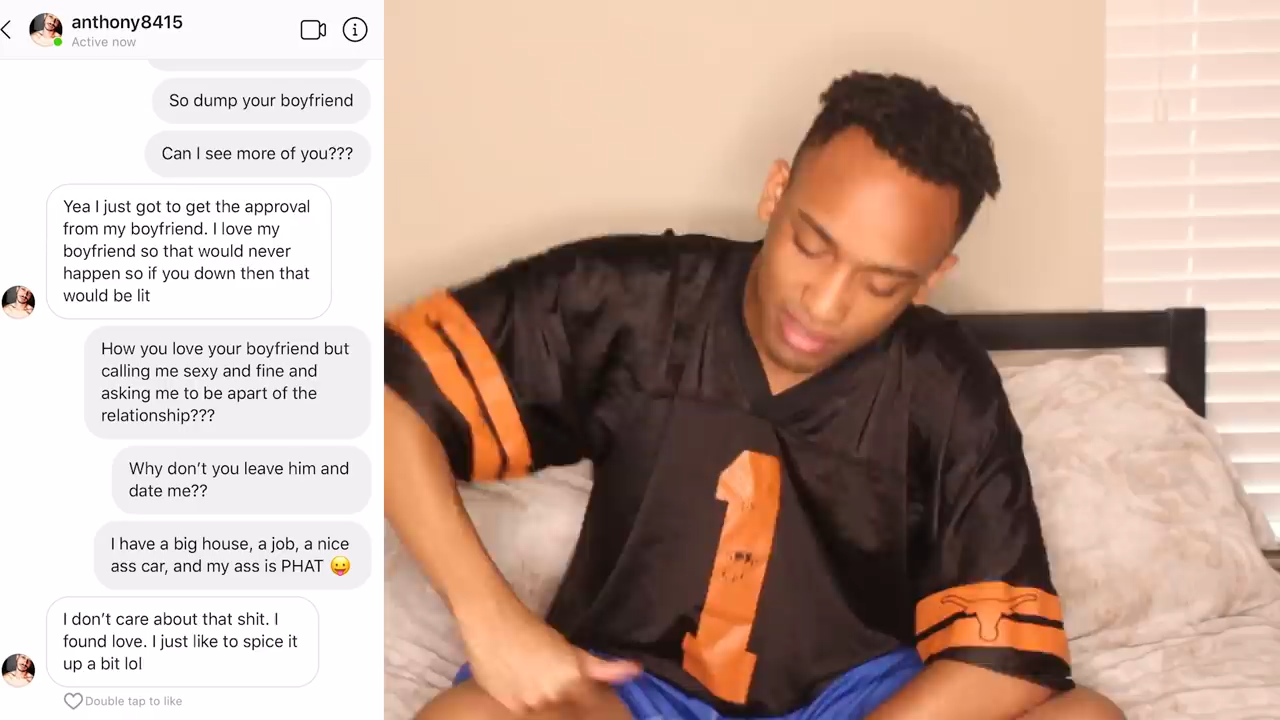 anthony8415
Active now
So dump your boyfriend
Can I see more of you???
Yea I just got to get the approval
from my boyfriend. I love my
boyfriend so that would never
happen so if you down then that
would be lit
How you love your boyfriend but
calling me sexy and fine and
asking me to be apart of the
relationship???
Why don’t you leave him and
date me??
I have a big house, a job, a nice
ass car, and my ass is PHAT 😛
I don’t care about that shit. I
found love. I just like to spice it
up a bit lol
Double tap to like
1